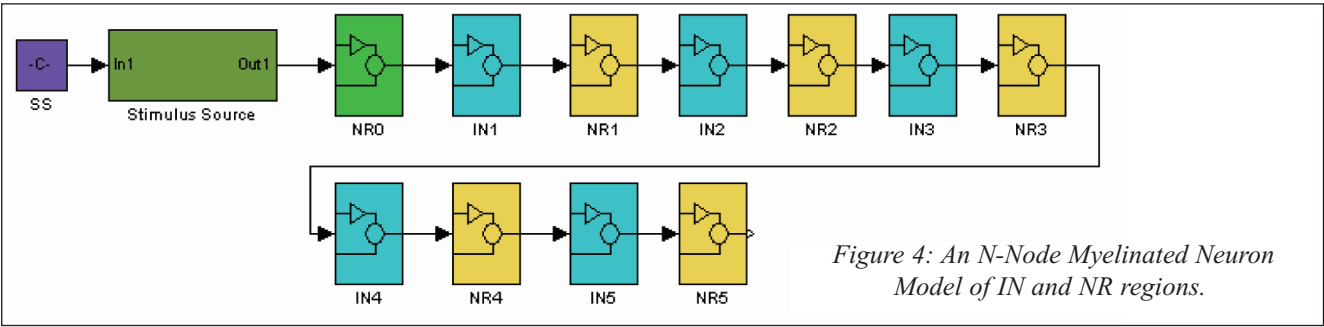 -C-
SS
In1 Out1
Stimulus Source
NR0 IN1 NR1 IN2 NR2 IN3 NR3
IN4 NR4 IN5 NR5
Figure 4: An N-Node Myelinated Neuron
Model of IN and NR regions.